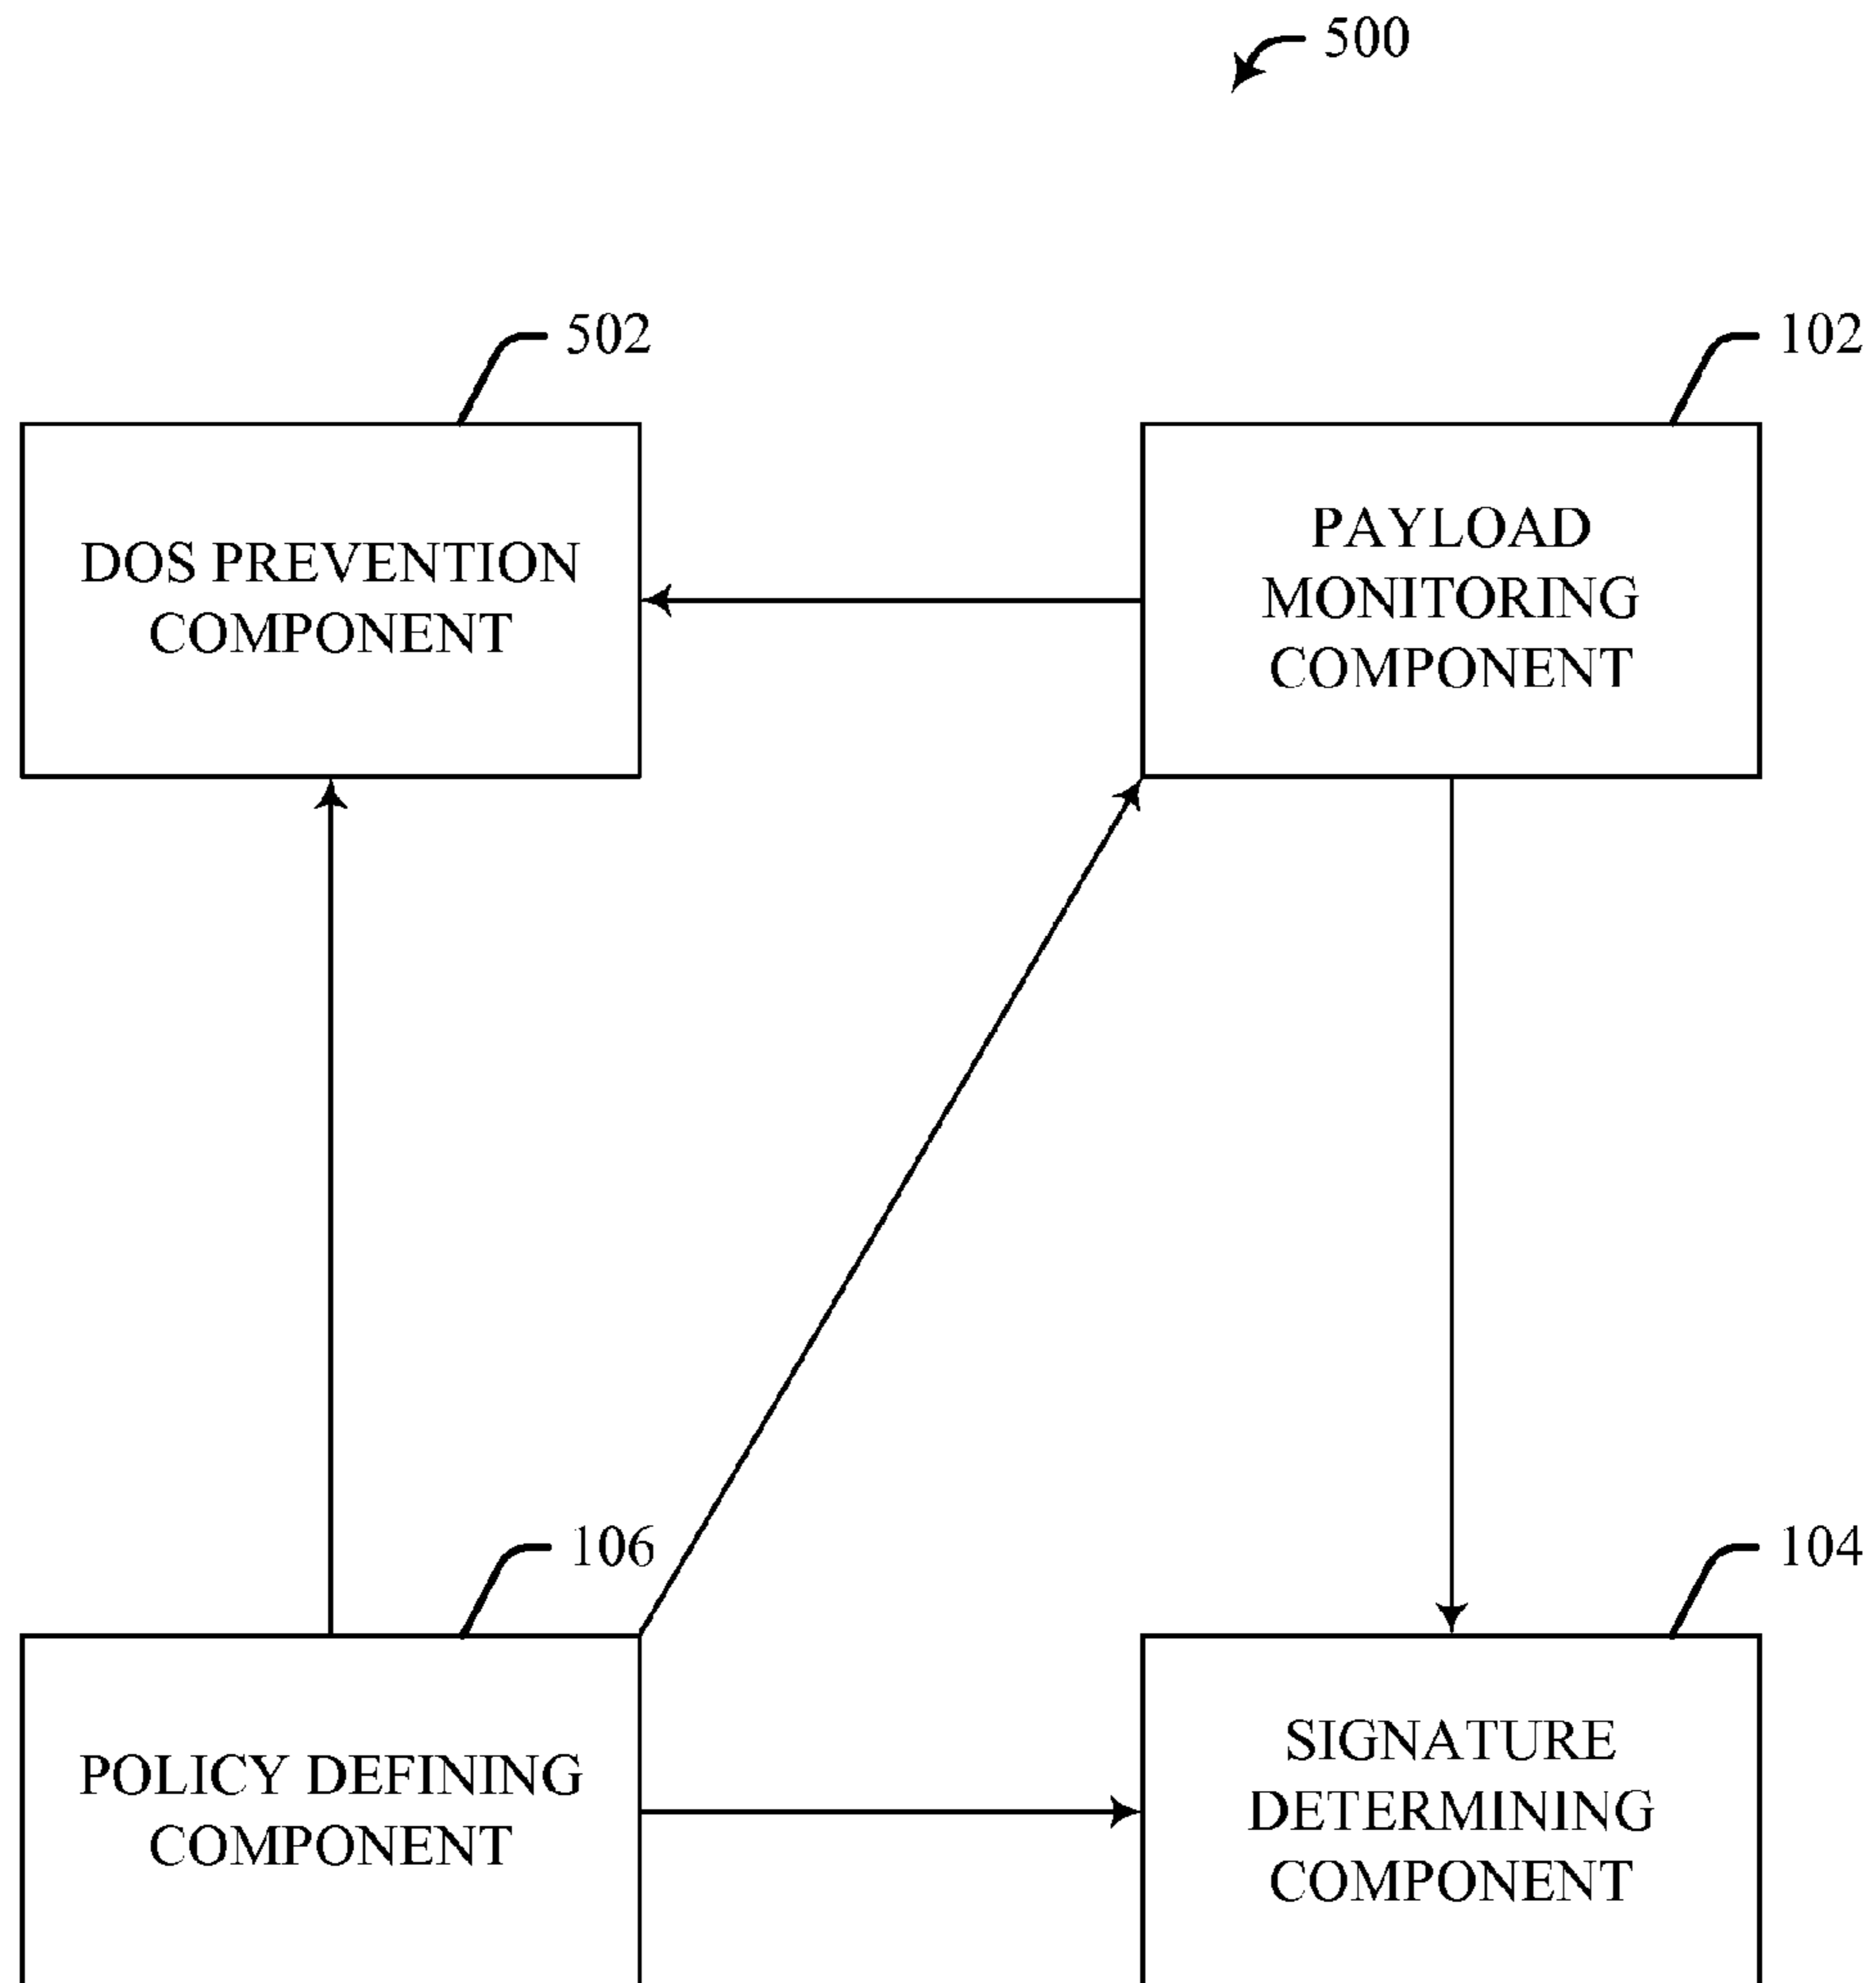 500
502
102
DOS PREVENTION
COMPONENT
PAYLOAD
MONITORING
COMPONENT
106
104
POLICY DEFINING
COMPONENT
SIGNATURE
DETERMINING
COMPONENT